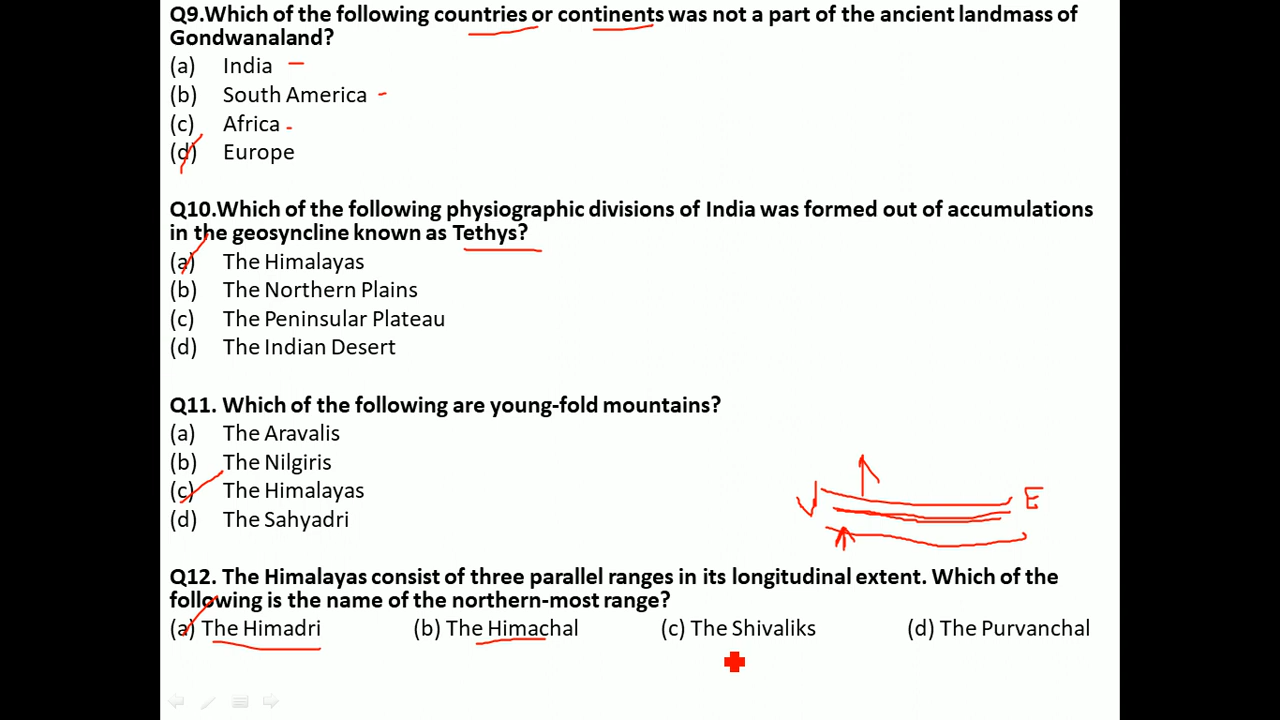 Q9.Which of the following countries or continents was not a part of the ancient landmass of
Gondwanaland?
(a) India
(b) South America
(c) Africa
(d) Europe
Q10.Which of the following physiographic divisions of India was formed out of accumulations
in the geosyncline known as Tethys?
(a) The Himalayas
(b) The Northern Plains
(c) The Peninsular Plateau
(d) The Indian Desert
Q11. Which of the following are young-fold mountains?
(a) The Aravalis
(b) The Nilgiris
(c) The Himalayas
(d) The Sahyadri
E
Q12. The Himalayas consist of three parallel ranges in its longitudinal extent. Which of the
following is the name of the northern-most range?
(a) The Himadri (b) The Himachal (c) The Shivaliks (d) The Purvanchal